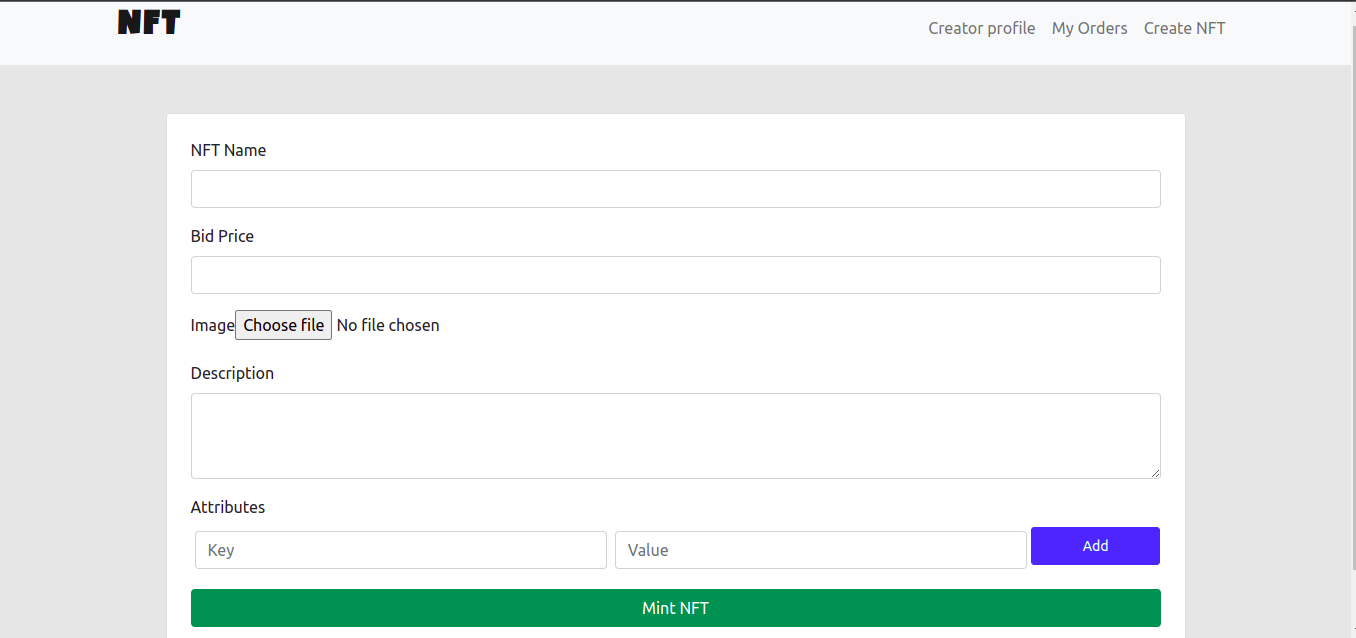 NFT
Creator profile My Orders Create NFT
NFT Name
Bid Price
Image Choose file No file chosen
Description
Attributes
Key Value Add
Mint NFT